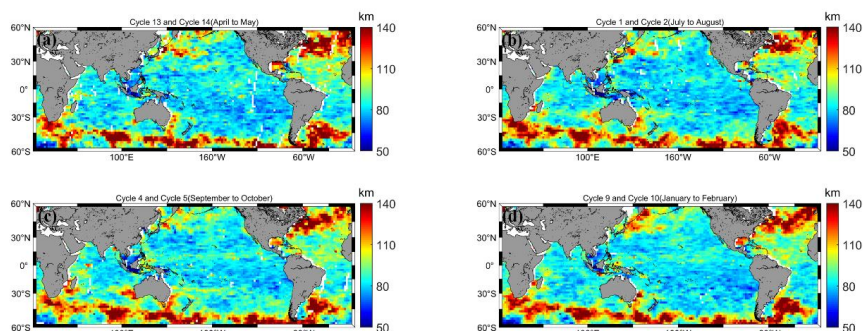 Cycle 13 and Cycle 14(April to May)
km
60°N
(a)
140
30°N
110
0°
30°S
80
60°S
50
100°E
160°W
60°W
Cycle 1 and Cycle 2(July to August)
km
60°N
(b)
140
30°N
110
0°
30°S
80
60°S
50
100°E
160°W
60°W
Cycle 4 and Cycle 5(September to October)
km
60°N
(c)
140
30°N
110
0°
30°S
80
60°S
50
Cycle 9 and Cycle 10(January to February)
km
60°N
(d)
140
30°N
110
0°
30°S
80
60°S
50